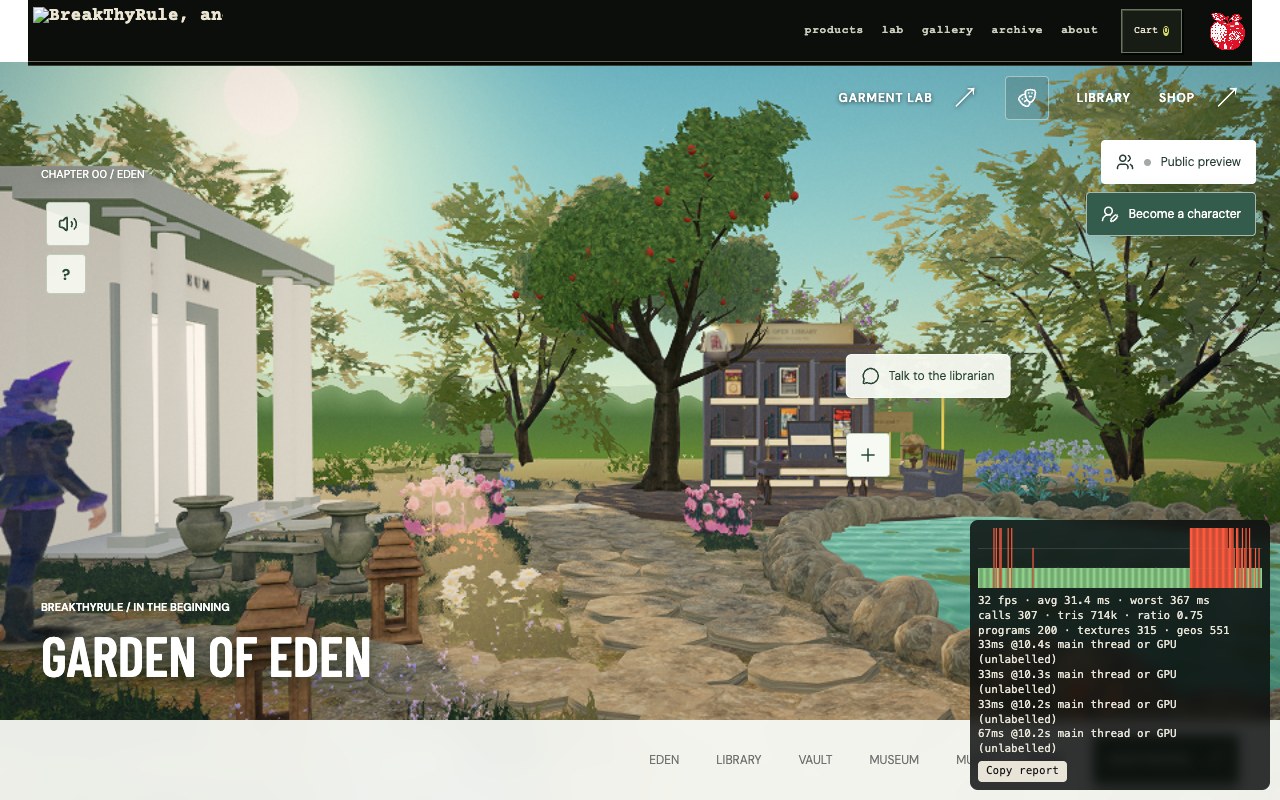 BreakThyRule, an
products lab gallery archive about Cart 0
GARMENT LAB LIBRARY SHOP
Public preview
CHAPTER 00 / EDEN
Become a character
?
EUM
OPEN LIBRARY
Talk to the librarian
BREAKTHYRULE / IN THE BEGINNING
GARDEN OF EDEN
32 fps · avg 31.4 ms · worst 367 ms
calls 307 · tris 714k · ratio 0.75
programs 200 · textures 315 · geos 551
33ms @10.4s main thread or GPU
(unlabelled)
33ms @10.3s main thread or GPU
(unlabelled)
33ms @10.2s main thread or GPU
(unlabelled)
67ms @10.2s main thread or GPU
(unlabelled)
Copy report
EDEN LIBRARY VAULT MUSEUM